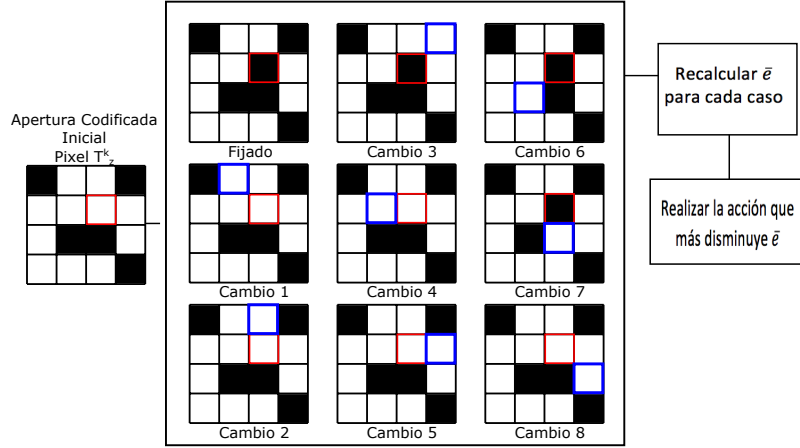 Apertura Codificada
Inicial
Pixel Tᵏz
Fijado
Cambio 3
Cambio 6
Cambio 1
Cambio 4
Cambio 7
Cambio 2
Cambio 5
Cambio 8
Recalcular ē
para cada caso
Realizar la acción que
más disminuye ē